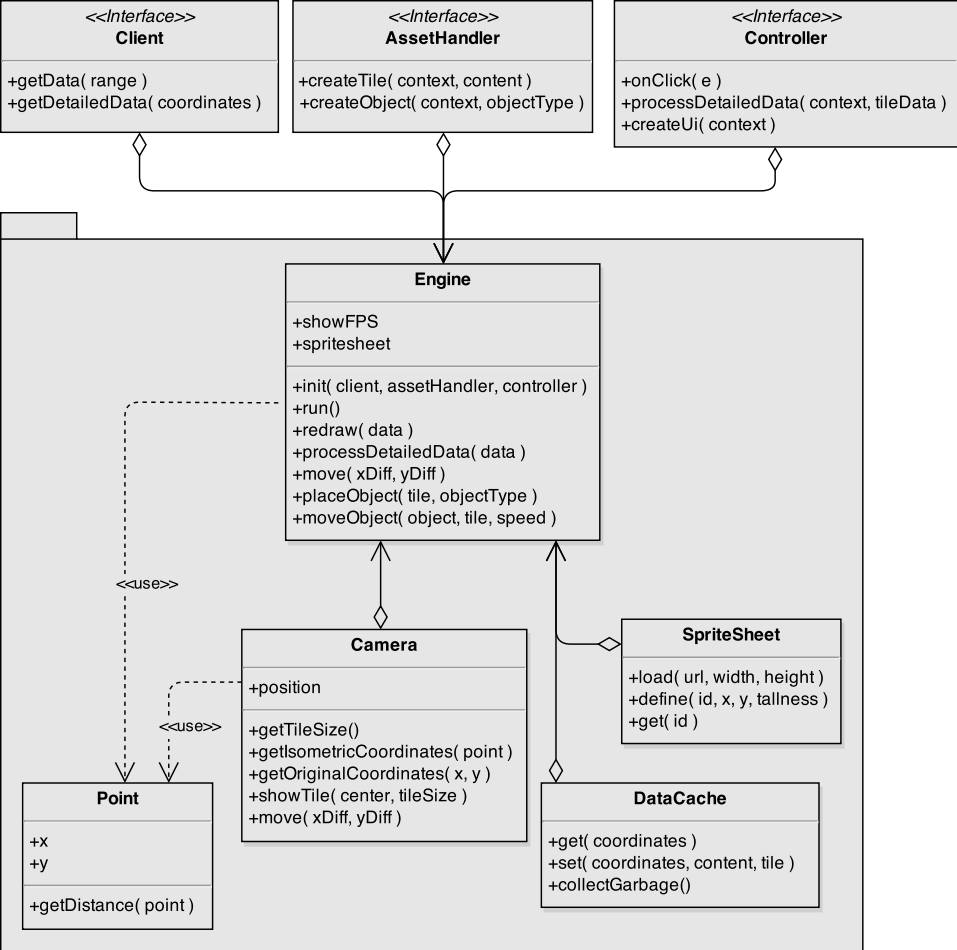 <<Interface>>
Client
+getData( range )
+getDetailedData( coordinates )
<<Interface>>
AssetHandler
+createTile( context, content )
+createObject( context, objectType )
<<Interface>>
Controller
+onClick( e )
+processDetailedData( context, tileData )
+createUi( context )
Engine
+showFPS
+spritesheet
+init( client, assetHandler, controller )
+run()
+redraw( data )
+processDetailedData( data )
+move( xDiff, yDiff )
+placeObject( tile, objectType )
+moveObject( object, tile, speed )
<<use>>
Camera
+position
+getTileSize()
+getIsometricCoordinates( point )
+getOriginalCoordinates( x, y )
+showTile( center, tileSize )
+move( xDiff, yDiff )
<<use>>
SpriteSheet
+load( url, width, height )
+define( id, x, y, tallness )
+get( id )
Point
+x
+y
+getDistance( point )
DataCache
+get( coordinates )
+set( coordinates, content, tile )
+collectGarbage()